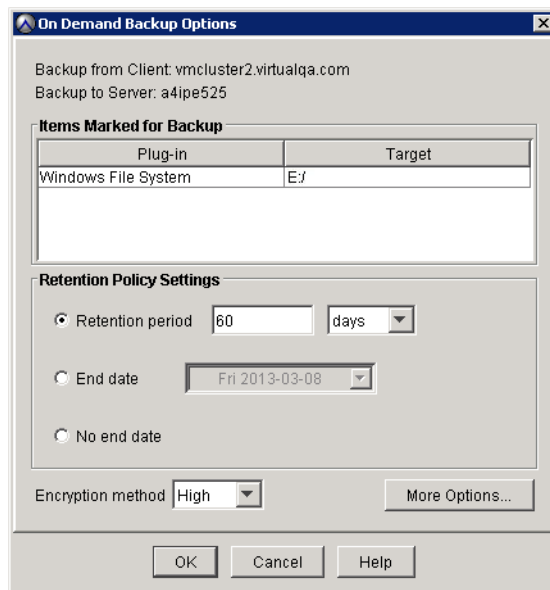 On Demand Backup Options
Backup from Client: vmcluster2.virtualqa.com
Backup to Server: a4ipe525
Items Marked for Backup
Plug-in Target
Windows File System E:/
Retention Policy Settings
Retention period 60 days
End date Fri 2013-03-08
No end date
Encryption method High More Options...
OK Cancel Help